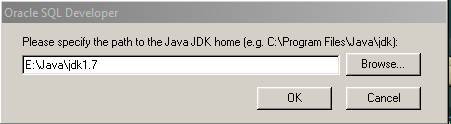 Oracle SQL Developer
Please specify the path to the Java JDK home (e.g. C:\Program Files\Java\jdk):
E:\Java\jdk1.7
Browse...
OK
Cancel